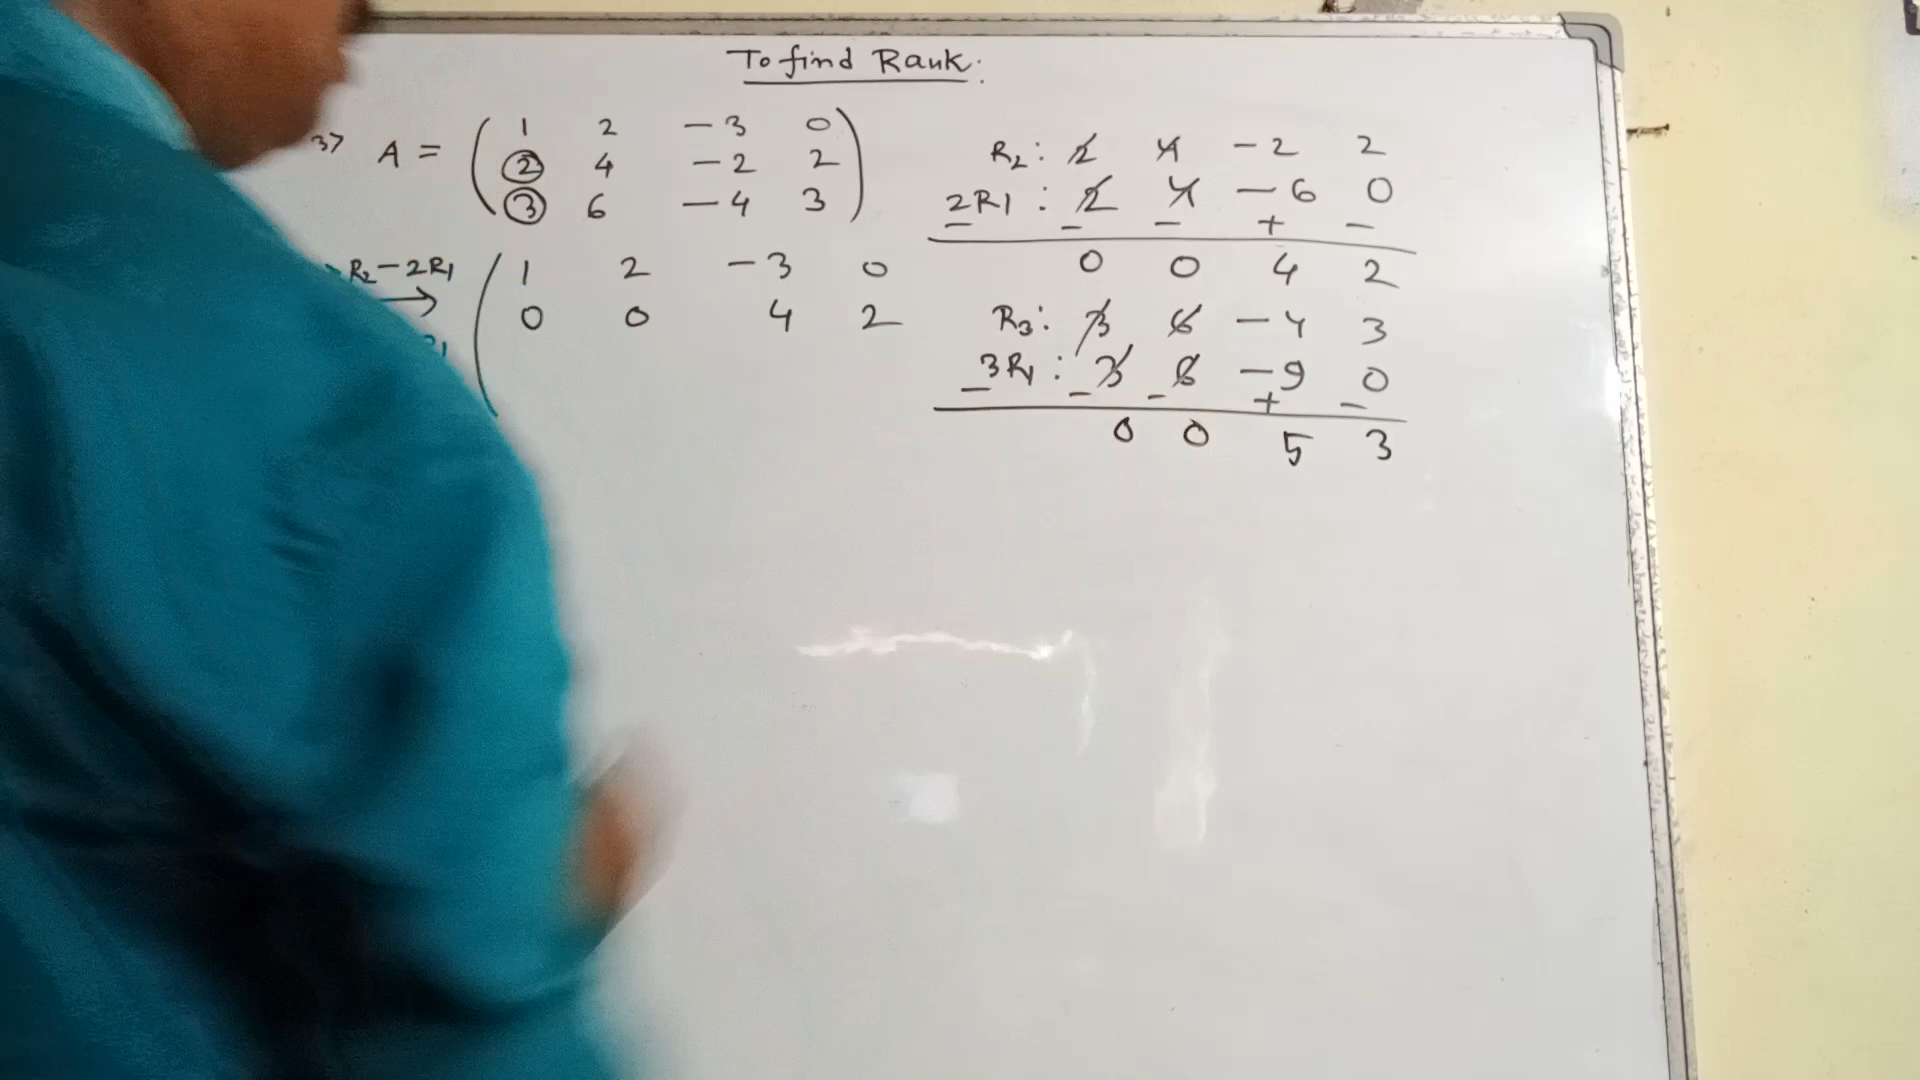 To find Rank:
3> A = ( 1 2 -3 0
2 4 -2 2
3 6 -4 3 )
R2 - 2R1 → ( 1 2 -3 0
0 0 4 2
R2: 2 4 -2 2
2R1: 2 4 -6 0
- - - + -
0 0 4 2
R3: 3 6 -4 3
3R1: 3 6 -9 0
- - - + -
0 0 5 3